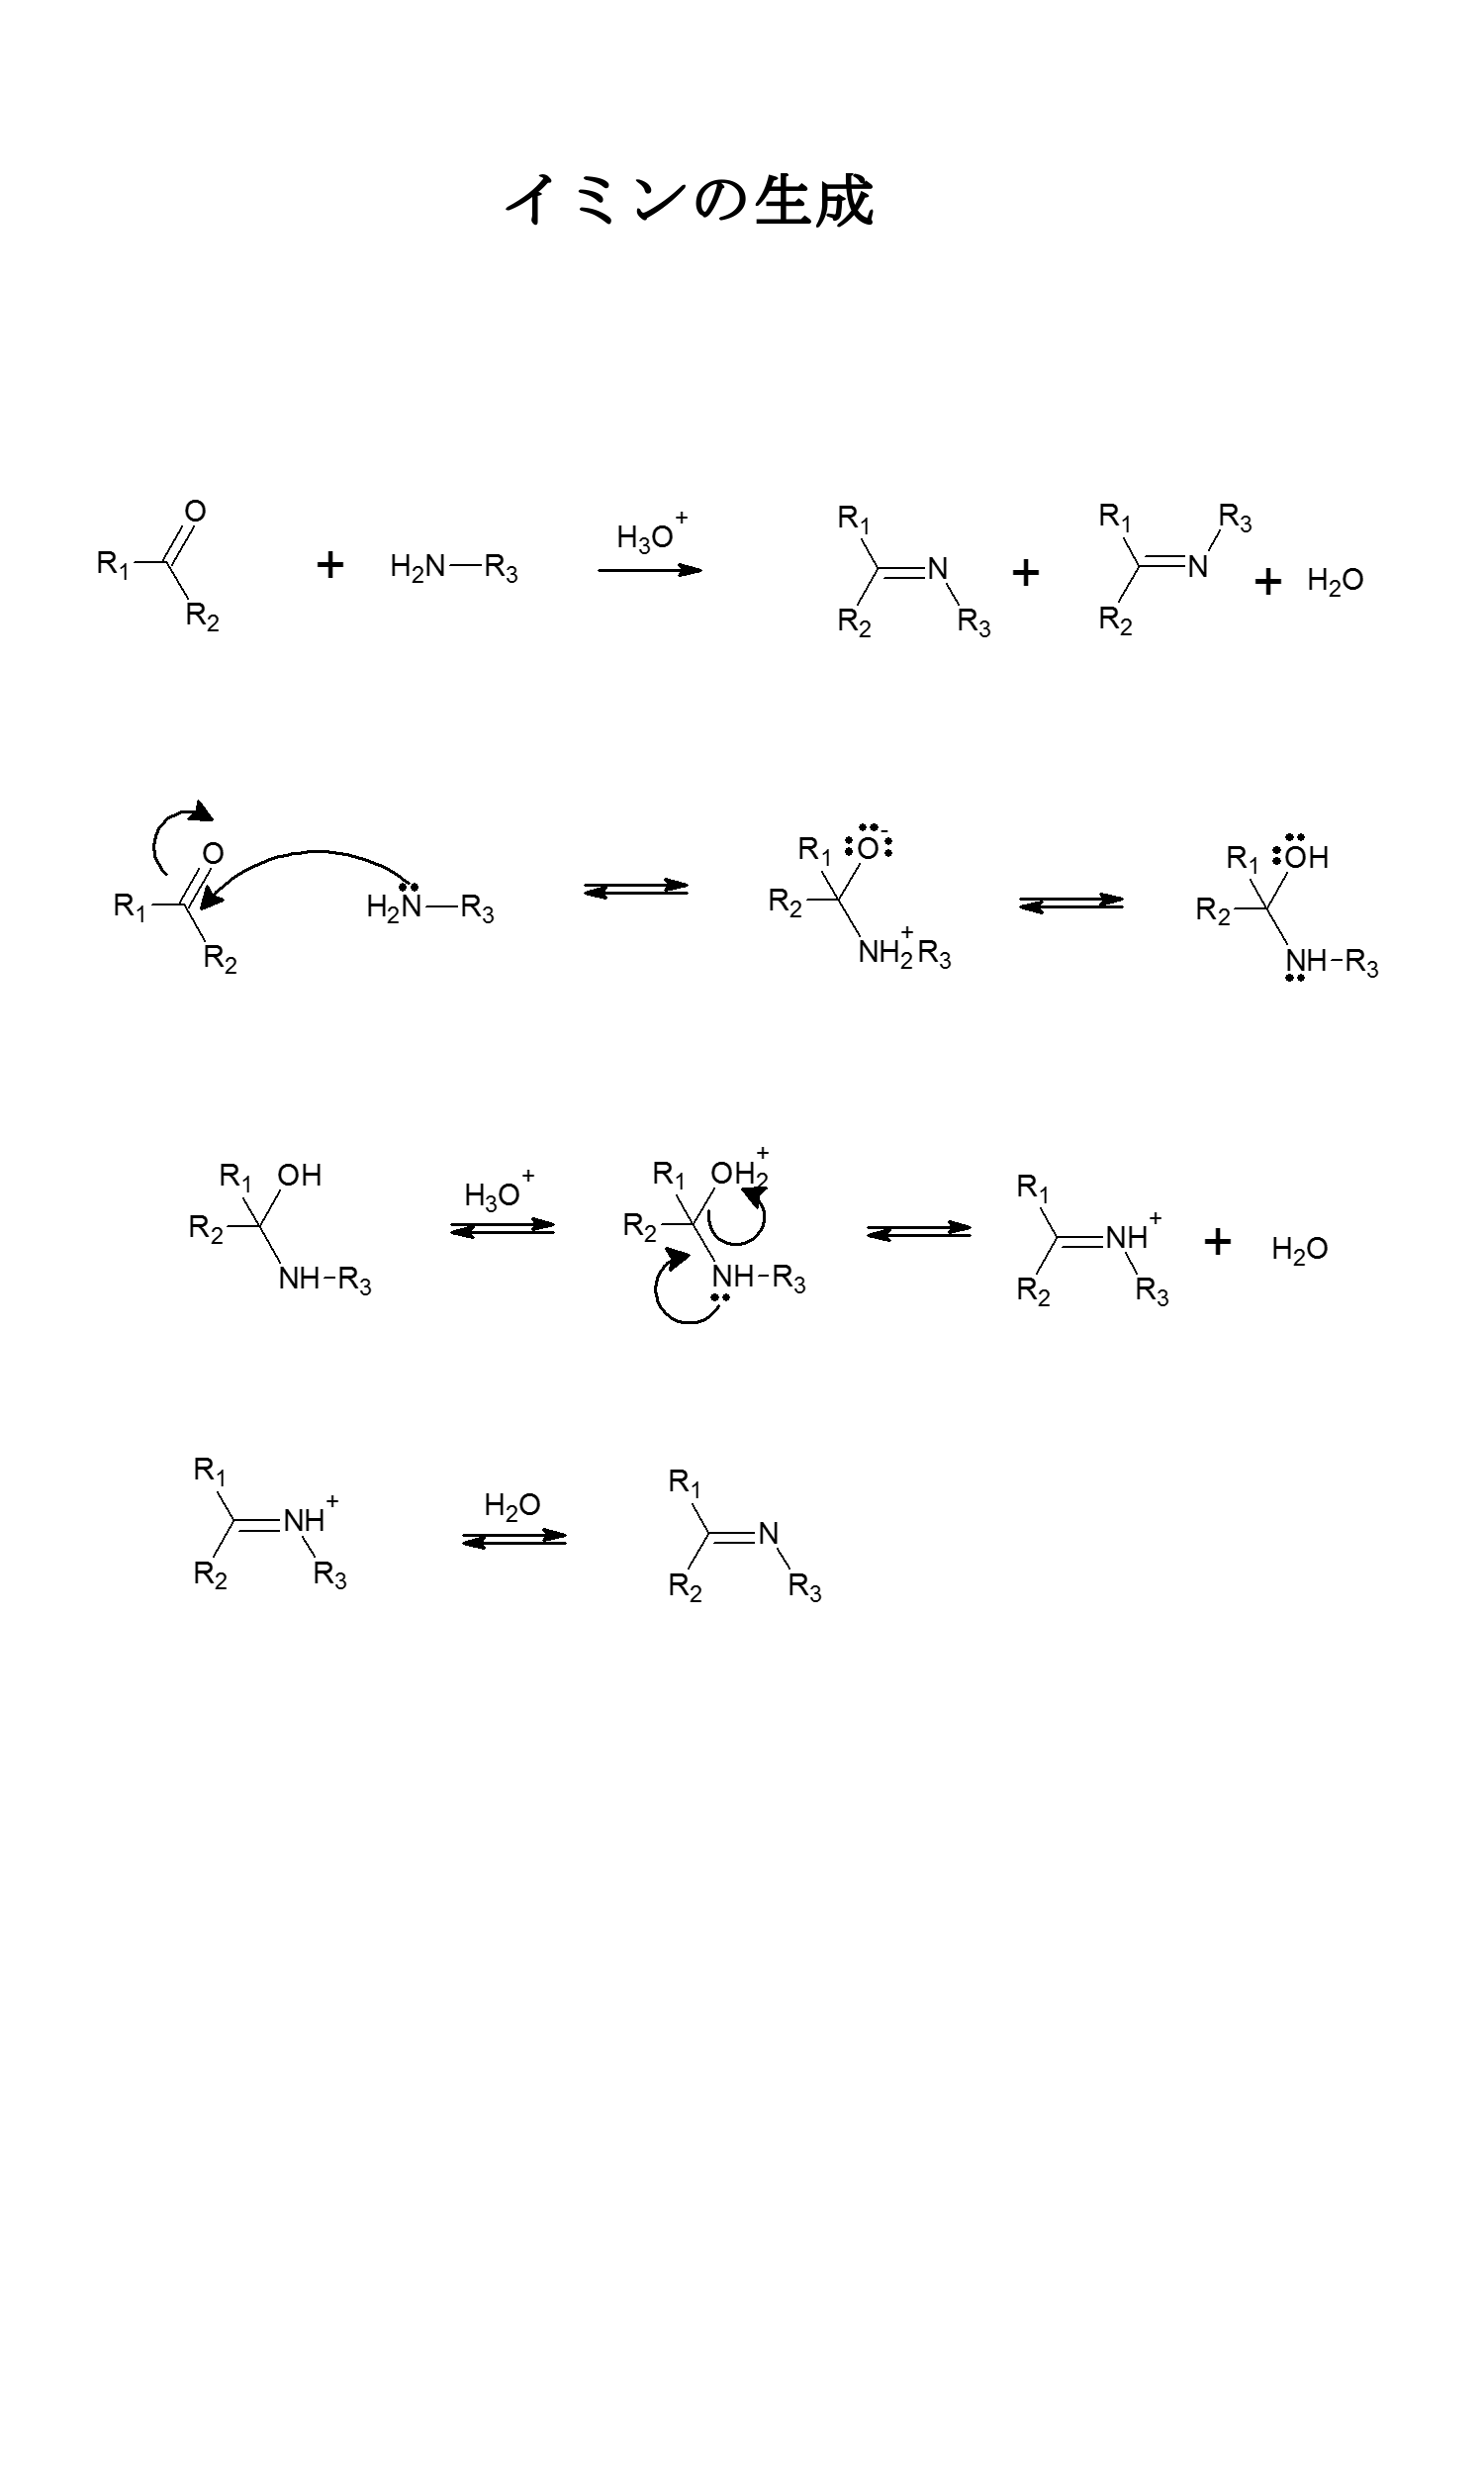 イミンの生成
R1 O R2 + H2N—R3 H3O+ R1 R2 N R3 + R1 R2 N R3 + H2O
R1 O R2 H2N—R3 R1 R2 O- NH2+ R3 R1 R2 OH NH-R3
R1 R2 OH NH-R3 H3O+ R1 R2 OH2+ NH-R3 R1 R2 NH+ R3 + H2O
R1 R2 NH+ R3 H2O R1 R2 N R3